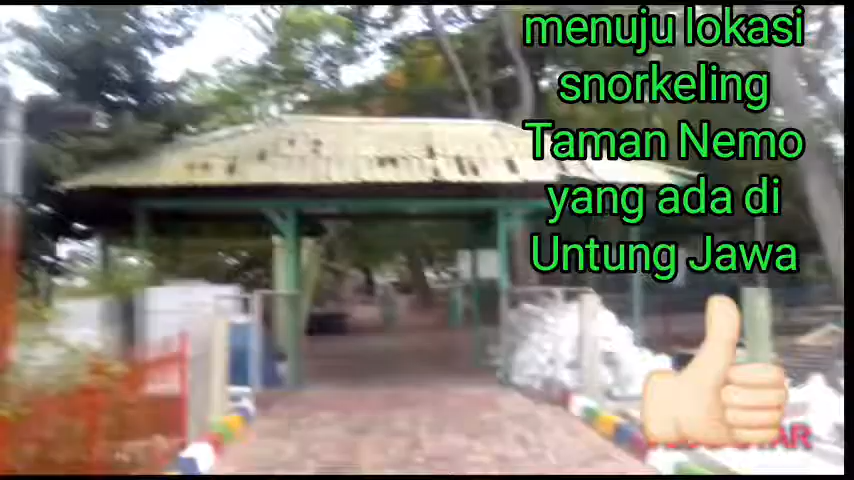 menuju lokasi
snorkeling
Taman Nemo
yang ada di
Untung Jawa